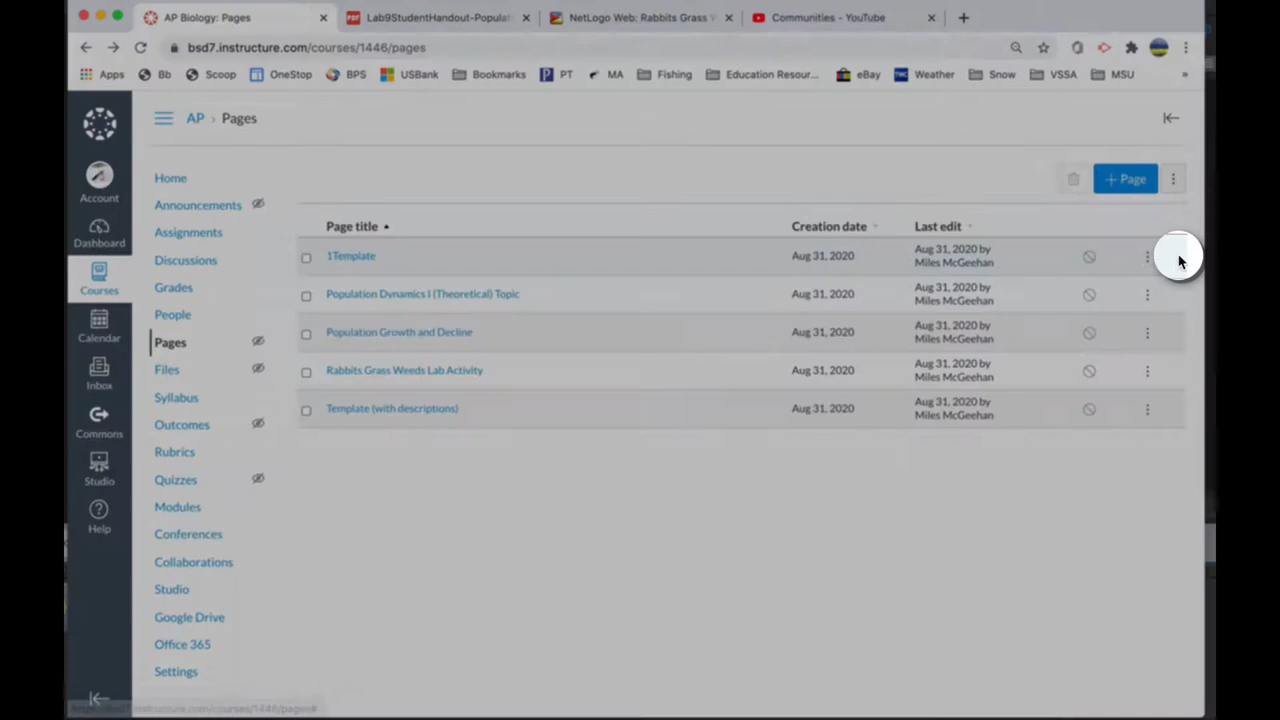 AP Biology: Pages
Lab9StudentHandout-Populat
NetLogo Web: Rabbits Grass
Communities - YouTube
bsd7.instructure.com/courses/1446/pages
Apps Bb Scoop OneStop BPS USBank Bookmarks PT MA Fishing Education Resour... eBay Weather Snow VSSA MSU »
AP › Pages
Account
Dashboard
Courses
Calendar
Inbox
Commons
Studio
Help
Home
Announcements
Assignments
Discussions
Grades
People
Pages
Files
Syllabus
Outcomes
Rubrics
Quizzes
Modules
Conferences
Collaborations
Studio
Google Drive
Office 365
Settings
+ Page
Page title Creation date Last edit
1Template Aug 31, 2020 Aug 31, 2020 by
Miles McGeehan
Population Dynamics I (Theoretical) Topic Aug 31, 2020 Aug 31, 2020 by
Miles McGeehan
Population Growth and Decline Aug 31, 2020 Aug 31, 2020 by
Miles McGeehan
Rabbits Grass Weeds Lab Activity Aug 31, 2020 Aug 31, 2020 by
Miles McGeehan
Template (with descriptions) Aug 31, 2020 Aug 31, 2020 by
Miles McGeehan
https://bsd7.instructure.com/courses/1446/pages#